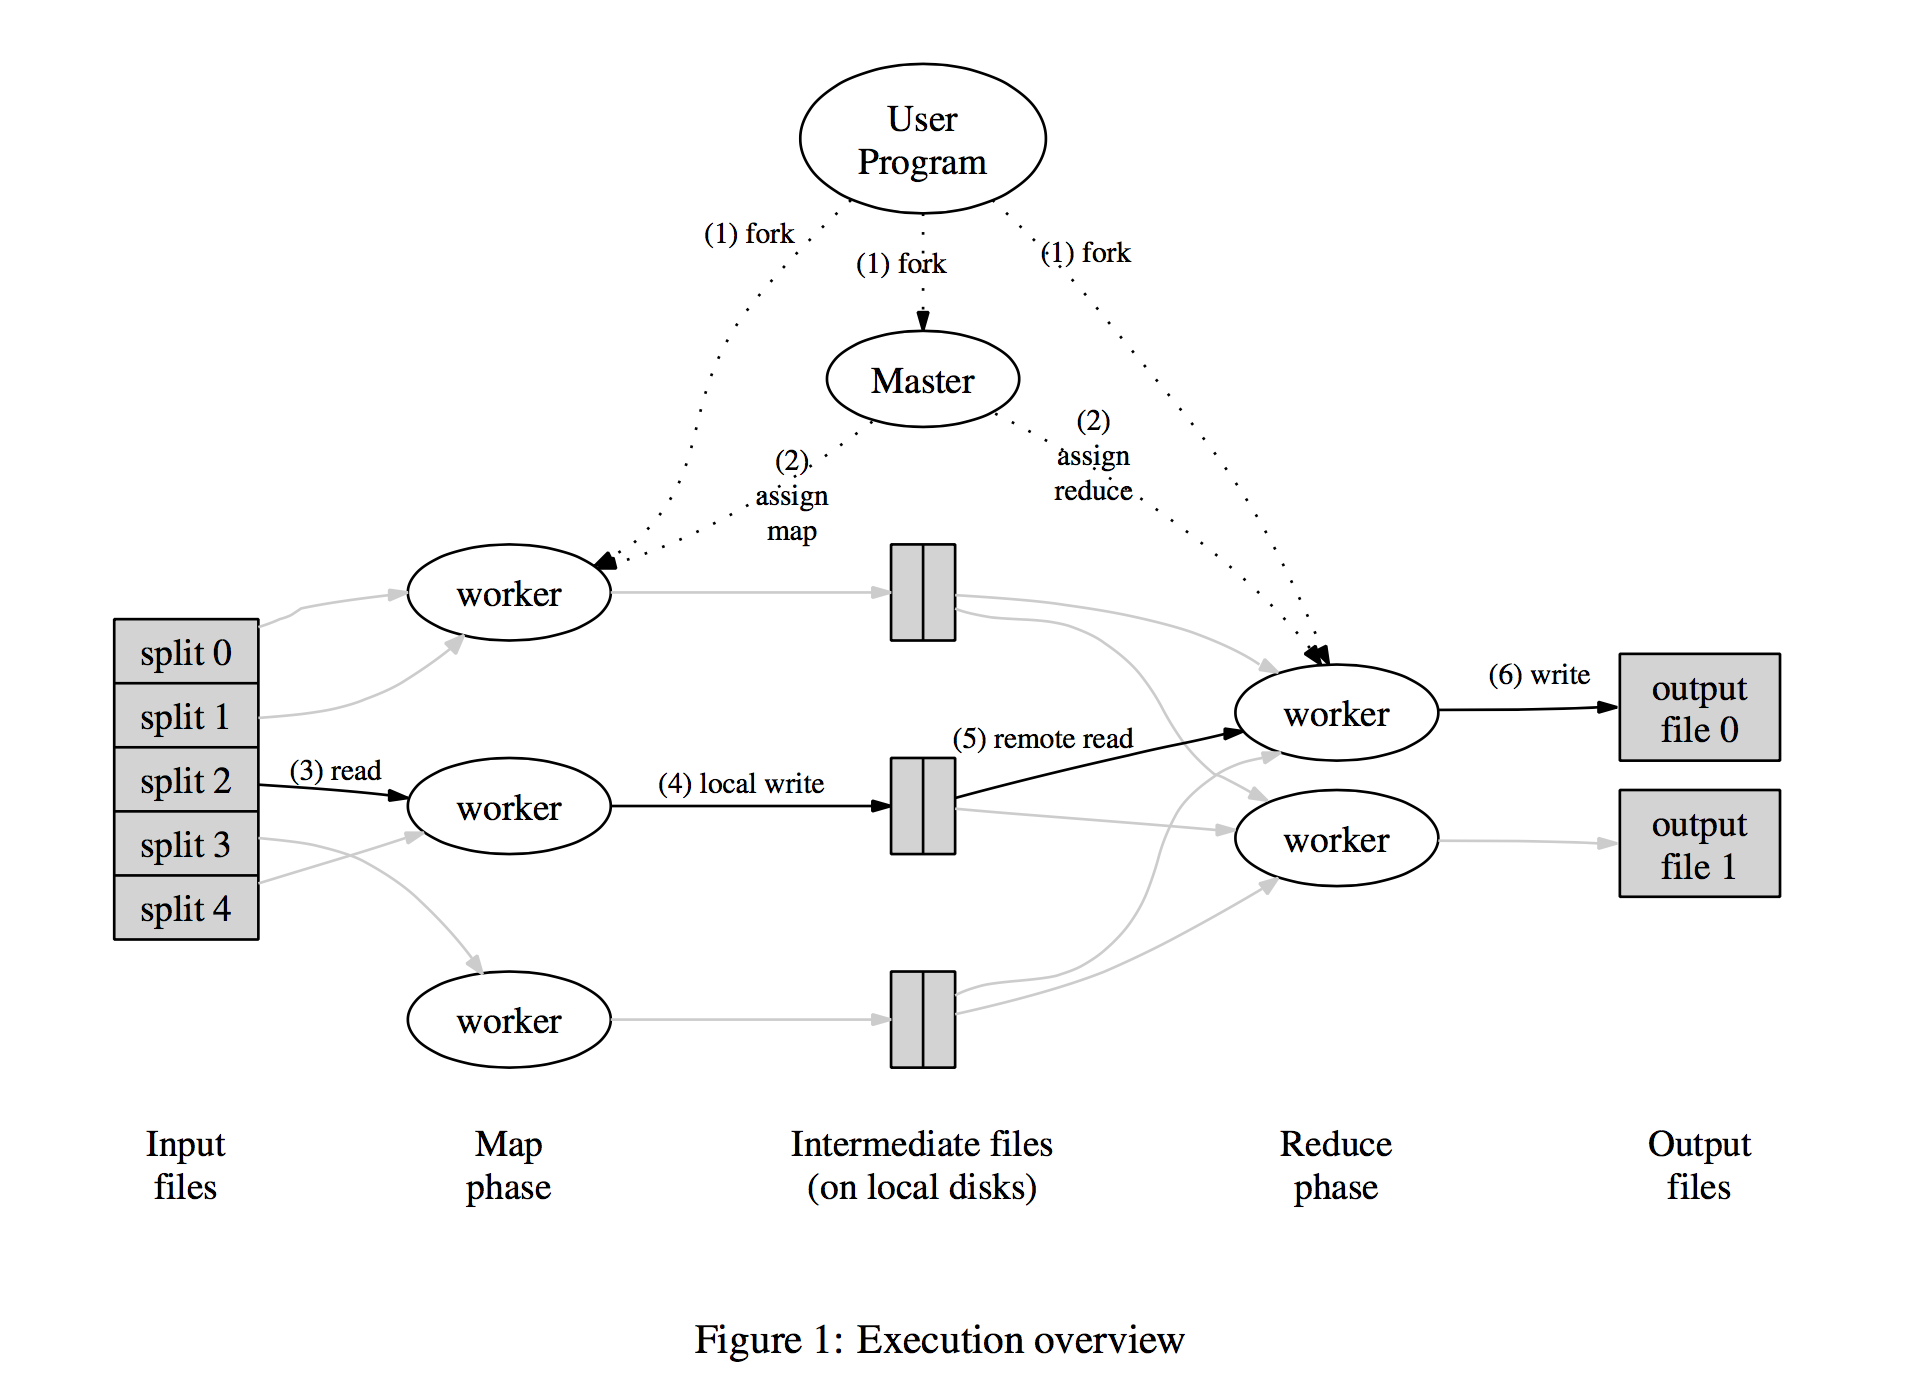 User
Program
(1) fork
(1) fork
(1) fork
Master
(2)
assign
map
(2)
assign
reduce
split 0
split 1
split 2
split 3
split 4
(3) read
worker
worker
worker
(4) local write
(5) remote read
worker
worker
(6) write
output
file 0
output
file 1
Input
files
Map
phase
Intermediate files
(on local disks)
Reduce
phase
Output
files
Figure 1: Execution overview